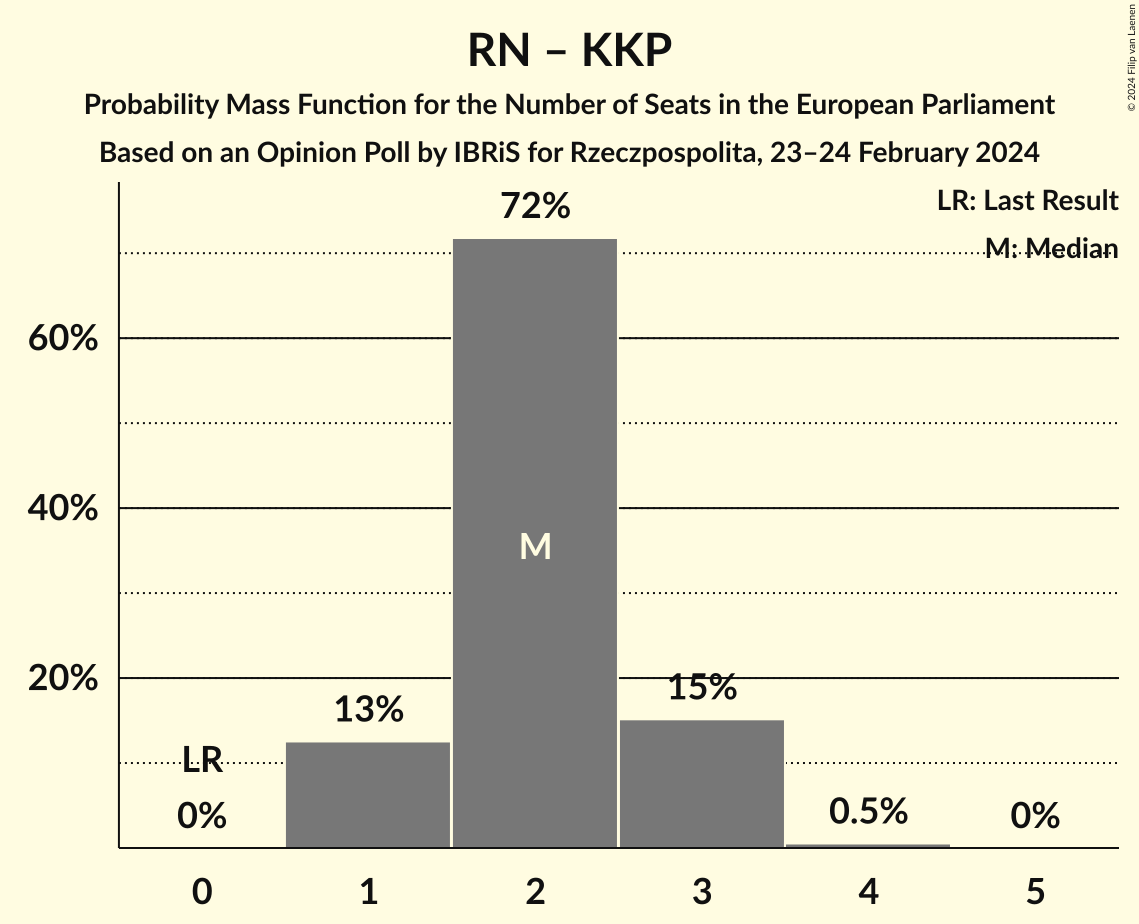 RN – KKP
Probability Mass Function for the Number of Seats in the European Parliament
Based on an Opinion Poll by IBRiS for Rzeczpospolita, 23–24 February 2024
© 2024 Filip van Laenen
LR: Last Result
M: Median
72%
60%
40%
M
20%
15%
13%
LR
0%
0.5%
0%
0 1 2 3 4 5